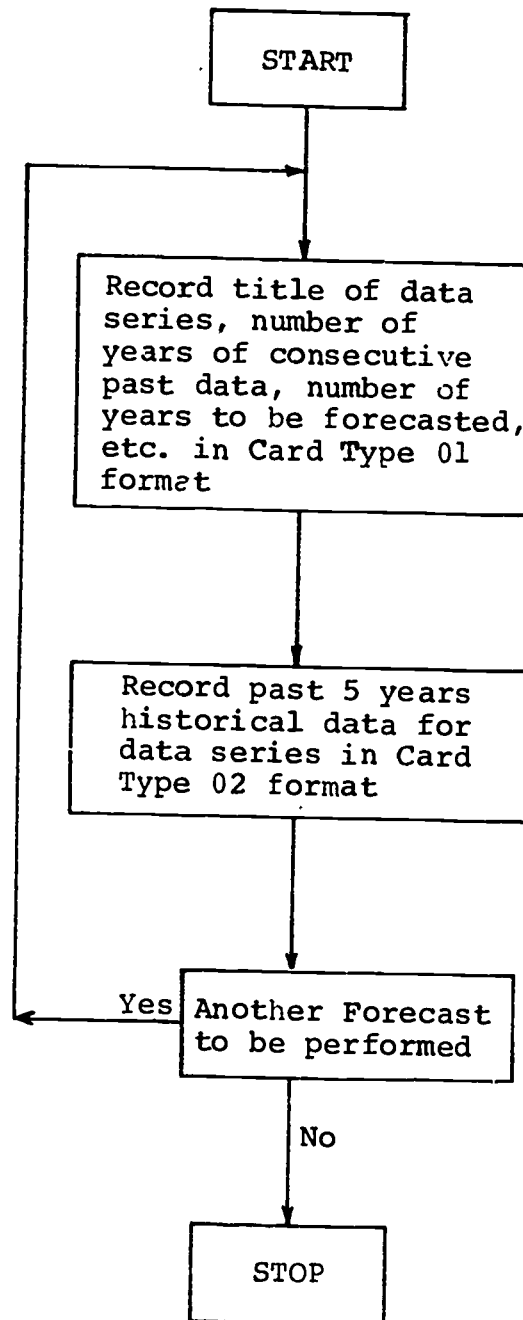 START
Record title of data
series, number of
years of consecutive
past data, number of
years to be forecasted,
etc. in Card Type 01
format
Record past 5 years
historical data for
data series in Card
Type 02 format
Yes
Another Forecast
to be performed
No
STOP